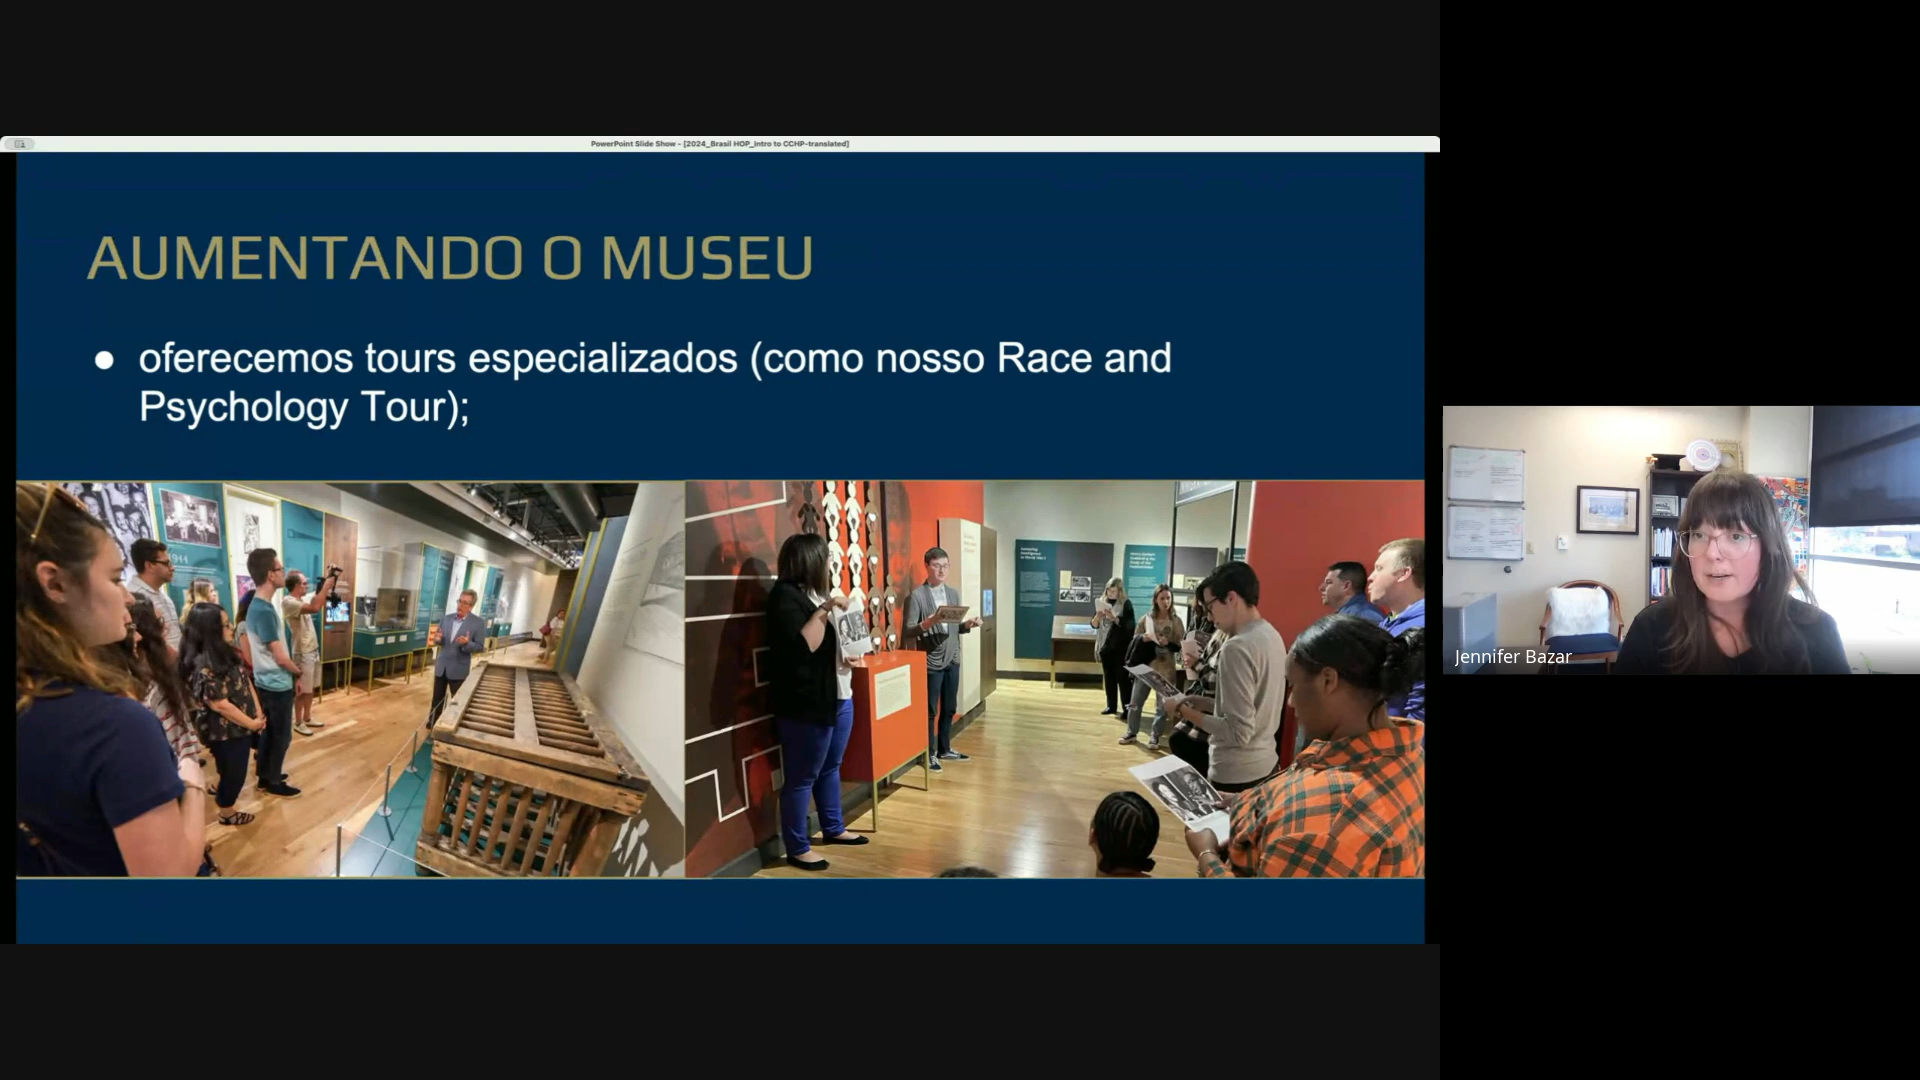 PowerPoint Slide Show - [2024_Brasil HOP_Intro to CCHP-translated]
AUMENTANDO O MUSEU
● oferecemos tours especializados (como nosso Race and
Psychology Tour);
Jennifer Bazar